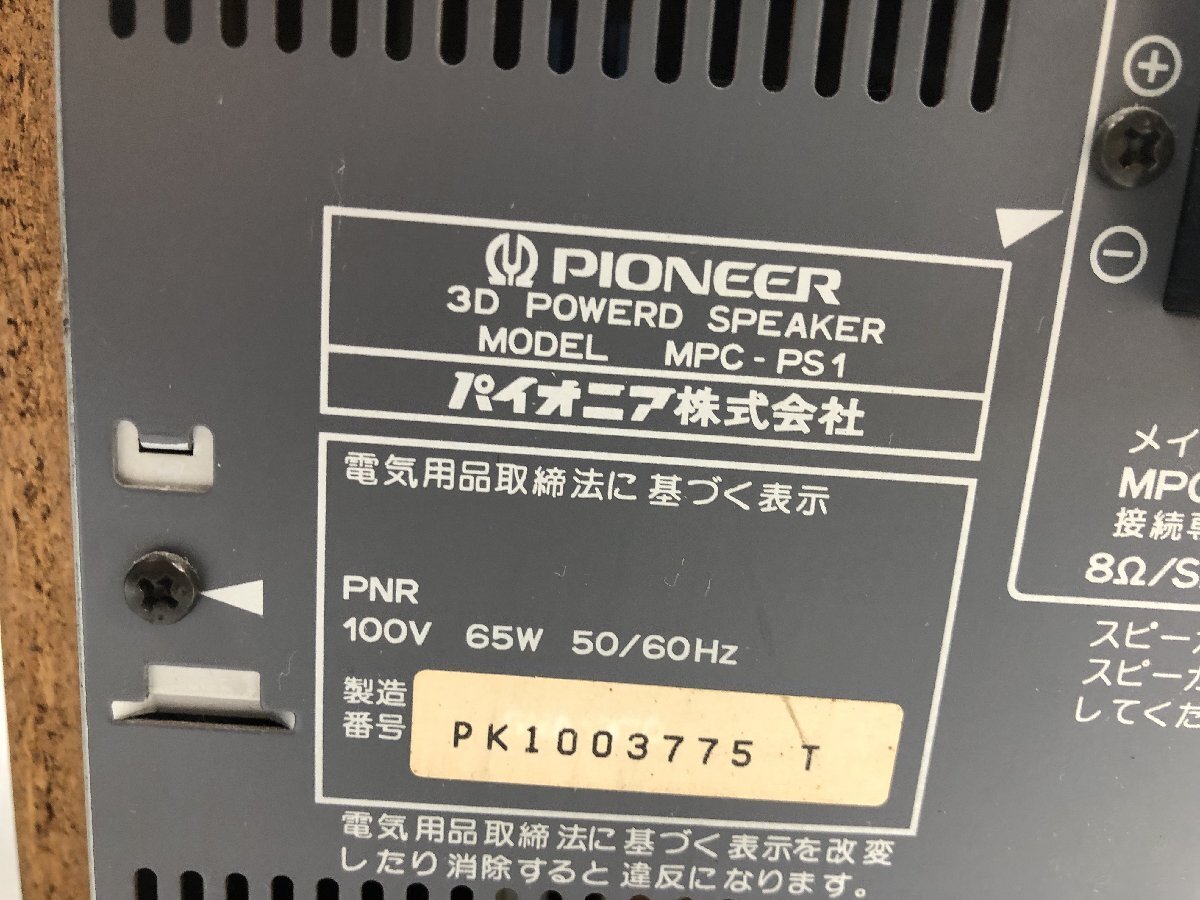 PIONEER
3D POWERD SPEAKER
MODEL MPC-PS1
パイオニア株式会社
電気用品取締法に基づく表示
PNR
100V 65W 50/60Hz
製造
番号
PK1003775 T
電気用品取締法に基づく表示を改変
したり消除すると違反になります。
⊕
⊖
メイ
MPC
接続専
8Ω/S
スピーカ
スピーカ
してくだ